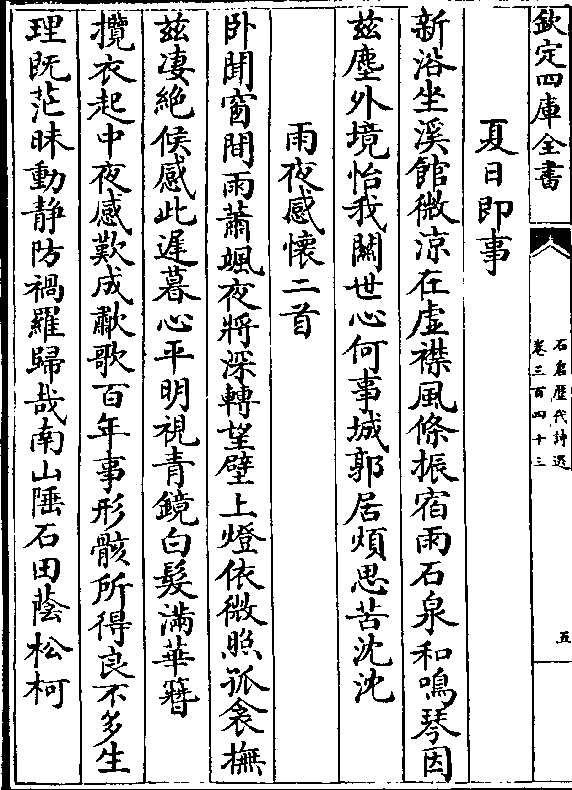 欽定四庫全書
石倉歷代詩選
卷三百四十三
五
夏日即事
新浴坐溪館微凉在虚襟風條振宿雨石泉和鳴琴因
兹塵外境怡我闗世心何事城郭居煩思苦沈沈
雨夜感懷二首
卧聞窗間雨蕭颯夜將深轉望壁上燈依微照孤衾撫
兹凄絶候感此遲暮心平明視青鏡白髮滿華簪
攬衣起中夜感歎成歗歌百年事形骸所得良不多生
理既茫昧動静防禍羅歸哉南山陲石田蔭松柯